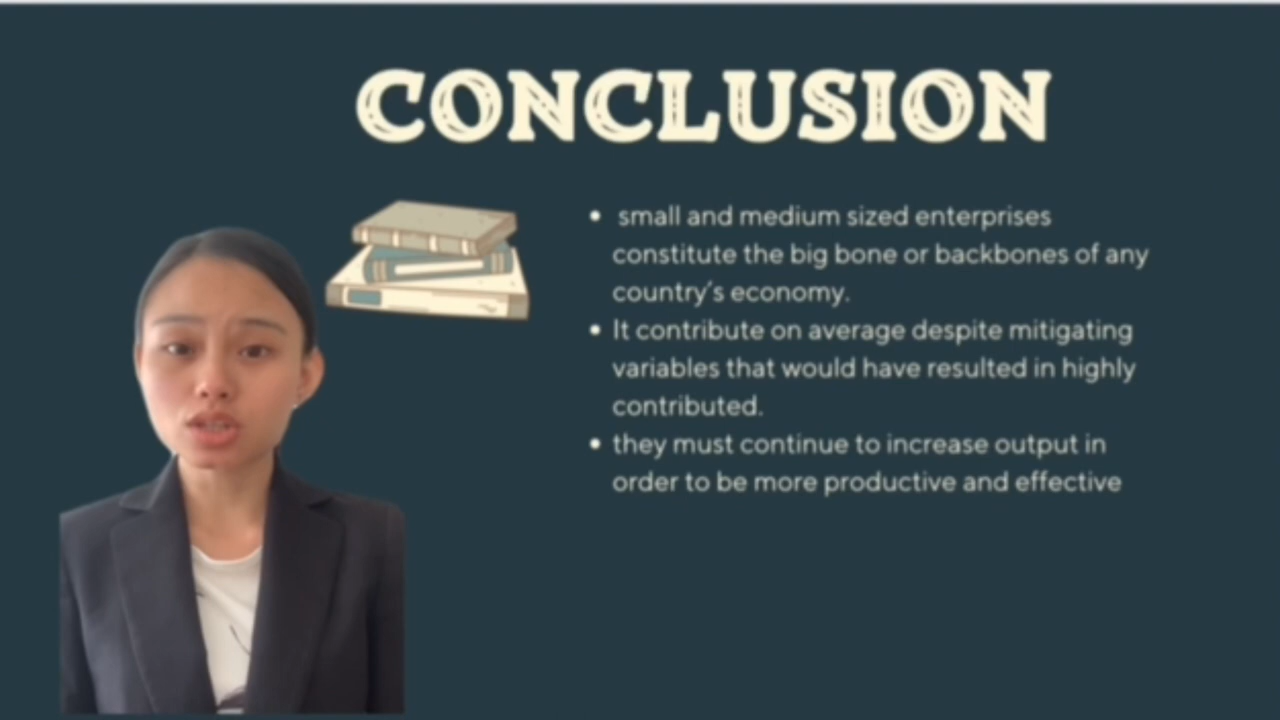 CONCLUSION
• small and medium sized enterprises
constitute the big bone or backbones of any
country's economy.
• It contribute on average despite mitigating
variables that would have resulted in highly
contributed.
• they must continue to increase output in
order to be more productive and effective